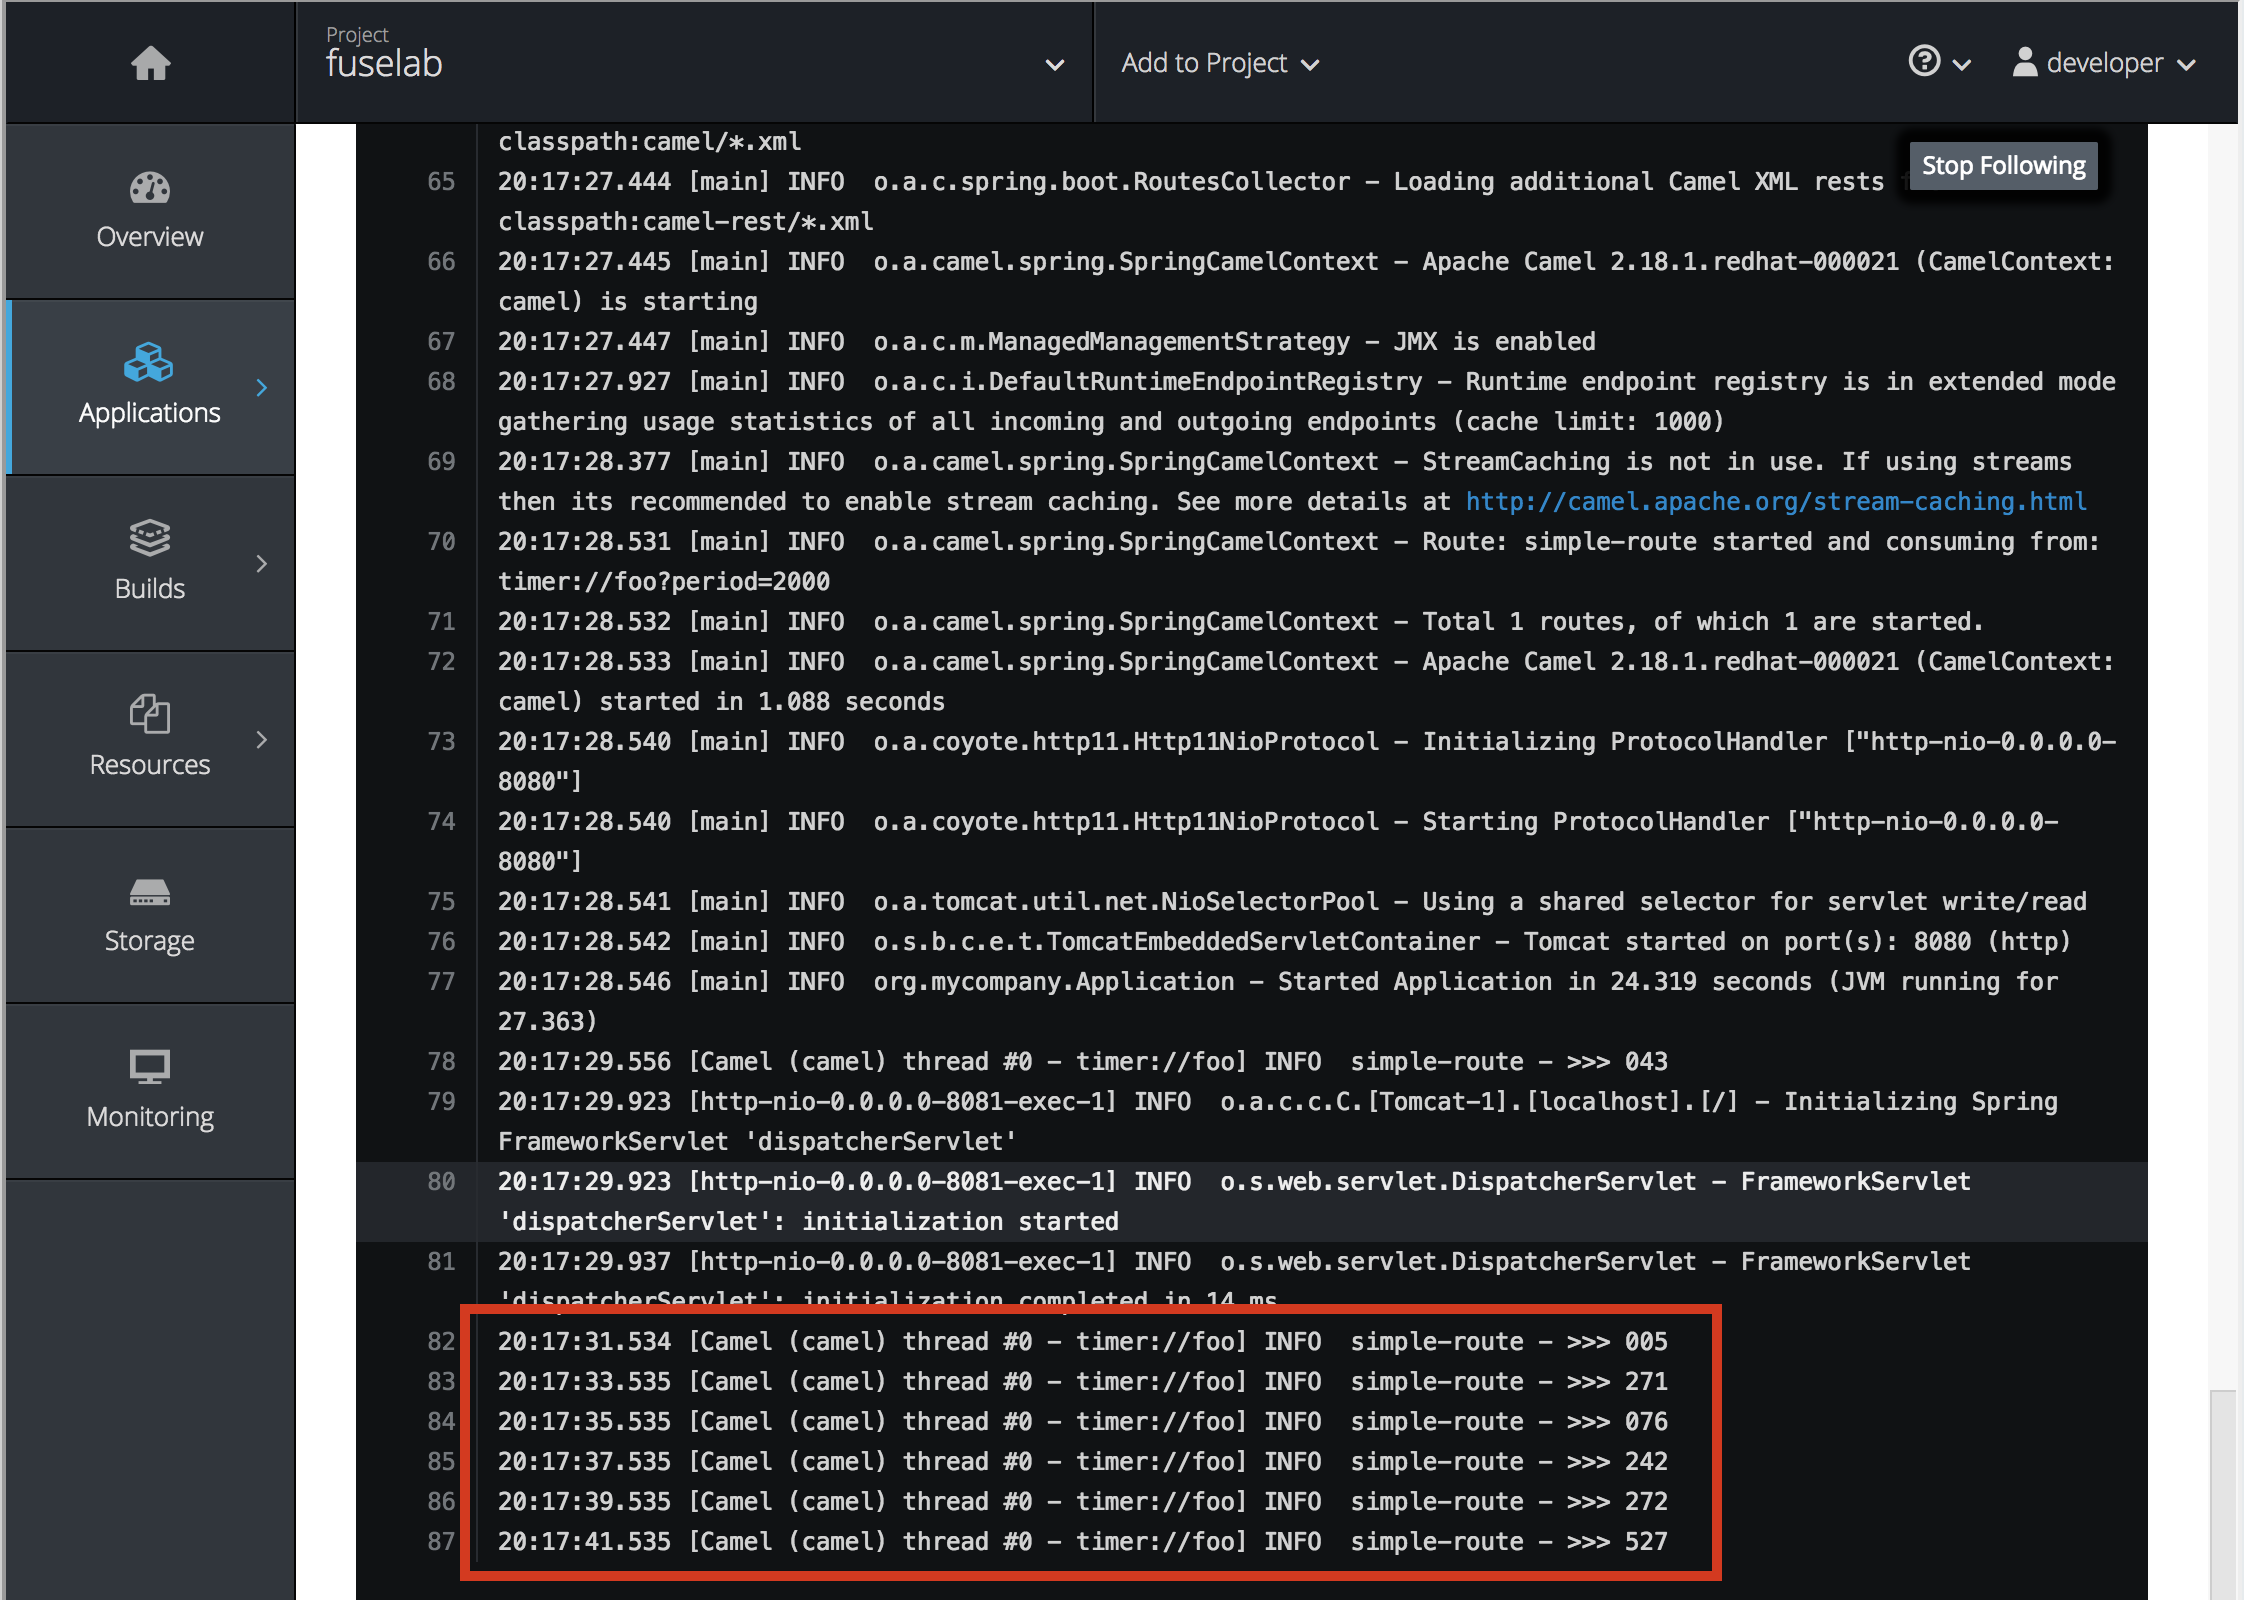 Project
fuselab
Add to Project
developer
Overview
Applications
Builds
Resources
Storage
Monitoring
Stop Following
classpath:camel/*.xml
65 20:17:27.444 [main] INFO  o.a.c.spring.boot.RoutesCollector – Loading additional Camel XML rests
classpath:camel-rest/*.xml
66 20:17:27.445 [main] INFO  o.a.camel.spring.SpringCamelContext – Apache Camel 2.18.1.redhat-000021 (CamelContext:
camel) is starting
67 20:17:27.447 [main] INFO  o.a.c.m.ManagedManagementStrategy – JMX is enabled
68 20:17:27.927 [main] INFO  o.a.c.i.DefaultRuntimeEndpointRegistry – Runtime endpoint registry is in extended mode
gathering usage statistics of all incoming and outgoing endpoints (cache limit: 1000)
69 20:17:28.377 [main] INFO  o.a.camel.spring.SpringCamelContext – StreamCaching is not in use. If using streams
then its recommended to enable stream caching. See more details at http://camel.apache.org/stream-caching.html
70 20:17:28.531 [main] INFO  o.a.camel.spring.SpringCamelContext – Route: simple-route started and consuming from:
timer://foo?period=2000
71 20:17:28.532 [main] INFO  o.a.camel.spring.SpringCamelContext – Total 1 routes, of which 1 are started.
72 20:17:28.533 [main] INFO  o.a.camel.spring.SpringCamelContext – Apache Camel 2.18.1.redhat-000021 (CamelContext:
camel) started in 1.088 seconds
73 20:17:28.540 [main] INFO  o.a.coyote.http11.Http11NioProtocol – Initializing ProtocolHandler ["http-nio-0.0.0.0-
8080"]
74 20:17:28.540 [main] INFO  o.a.coyote.http11.Http11NioProtocol – Starting ProtocolHandler ["http-nio-0.0.0.0-
8080"]
75 20:17:28.541 [main] INFO  o.a.tomcat.util.net.NioSelectorPool – Using a shared selector for servlet write/read
76 20:17:28.542 [main] INFO  o.s.b.c.e.t.TomcatEmbeddedServletContainer – Tomcat started on port(s): 8080 (http)
77 20:17:28.546 [main] INFO  org.mycompany.Application – Started Application in 24.319 seconds (JVM running for
27.363)
78 20:17:29.556 [Camel (camel) thread #0 – timer://foo] INFO  simple-route – >>> 043
79 20:17:29.923 [http-nio-0.0.0.0-8081-exec-1] INFO  o.a.c.c.C.[Tomcat-1].[localhost].[/] – Initializing Spring
FrameworkServlet 'dispatcherServlet'
80 20:17:29.923 [http-nio-0.0.0.0-8081-exec-1] INFO  o.s.web.servlet.DispatcherServlet – FrameworkServlet
'dispatcherServlet': initialization started
81 20:17:29.937 [http-nio-0.0.0.0-8081-exec-1] INFO  o.s.web.servlet.DispatcherServlet – FrameworkServlet
'dispatcherServlet': initialization completed in 14 ms
82 20:17:31.534 [Camel (camel) thread #0 – timer://foo] INFO  simple-route – >>> 005
83 20:17:33.535 [Camel (camel) thread #0 – timer://foo] INFO  simple-route – >>> 271
84 20:17:35.535 [Camel (camel) thread #0 – timer://foo] INFO  simple-route – >>> 076
85 20:17:37.535 [Camel (camel) thread #0 – timer://foo] INFO  simple-route – >>> 242
86 20:17:39.535 [Camel (camel) thread #0 – timer://foo] INFO  simple-route – >>> 272
87 20:17:41.535 [Camel (camel) thread #0 – timer://foo] INFO  simple-route – >>> 527